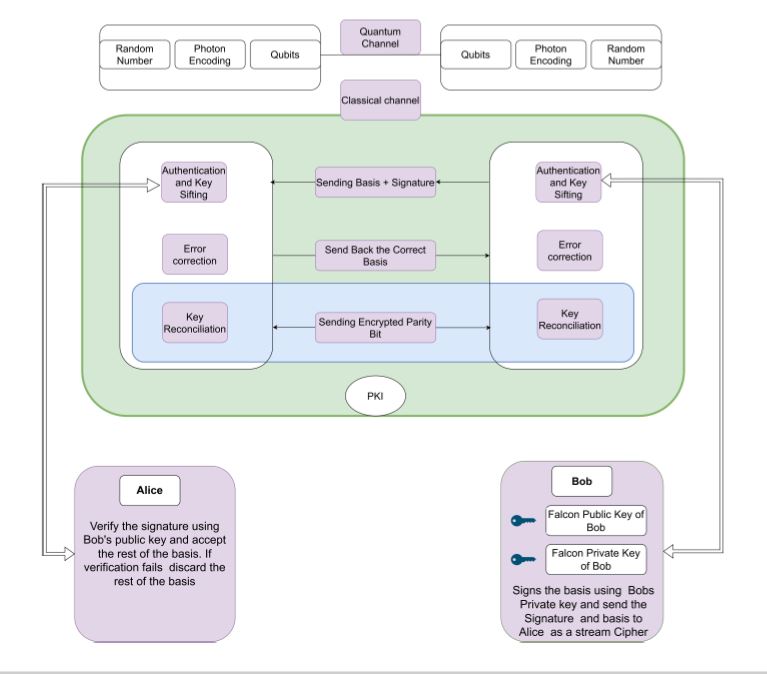 Quantum
Channel
Random
Number
Photon
Encoding
Qubits
Qubits
Photon
Encoding
Random
Number
Classical channel
Authentication
and Key
Sifting
Sending Basis + Signature
Authentication
and Key
Sifting
Error
correction
Send Back the Correct
Basis
Error
correction
Key
Reconciliation
Sending Encrypted Parity
Bit
Key
Reconciliation
PKI
Alice
Verify the signature using
Bob's public key and accept
the rest of the basis. If
verification fails discard the
rest of the basis
Bob
Falcon Public Key of
Bob
Falcon Private Key
of Bob
Signs the basis using Bobs
Private key and send the
Signature and basis to
Alice as a stream Cipher